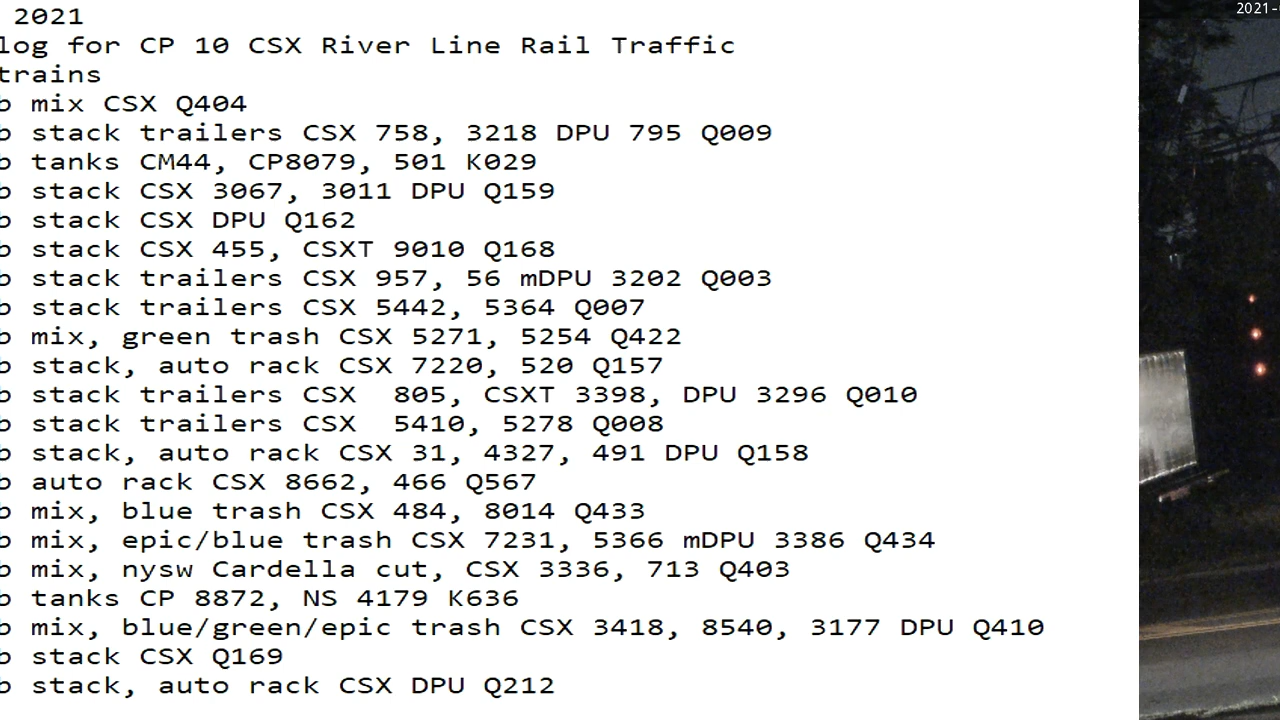 2021
log for CP 10 CSX River Line Rail Traffic
trains
b mix CSX Q404
b stack trailers CSX 758, 3218 DPU 795 Q009
b tanks CM44, CP8079, 501 K029
b stack CSX 3067, 3011 DPU Q159
b stack CSX DPU Q162
b stack CSX 455, CSXT 9010 Q168
b stack trailers CSX 957, 56 mDPU 3202 Q003
b stack trailers CSX 5442, 5364 Q007
b mix, green trash CSX 5271, 5254 Q422
b stack, auto rack CSX 7220, 520 Q157
b stack trailers CSX  805, CSXT 3398, DPU 3296 Q010
b stack trailers CSX  5410, 5278 Q008
b stack, auto rack CSX 31, 4327, 491 DPU Q158
b auto rack CSX 8662, 466 Q567
b mix, blue trash CSX 484, 8014 Q433
b mix, epic/blue trash CSX 7231, 5366 mDPU 3386 Q434
b mix, nysw Cardella cut, CSX 3336, 713 Q403
b tanks CP 8872, NS 4179 K636
b mix, blue/green/epic trash CSX 3418, 8540, 3177 DPU Q410
b stack CSX Q169
b stack, auto rack CSX DPU Q212
2021-